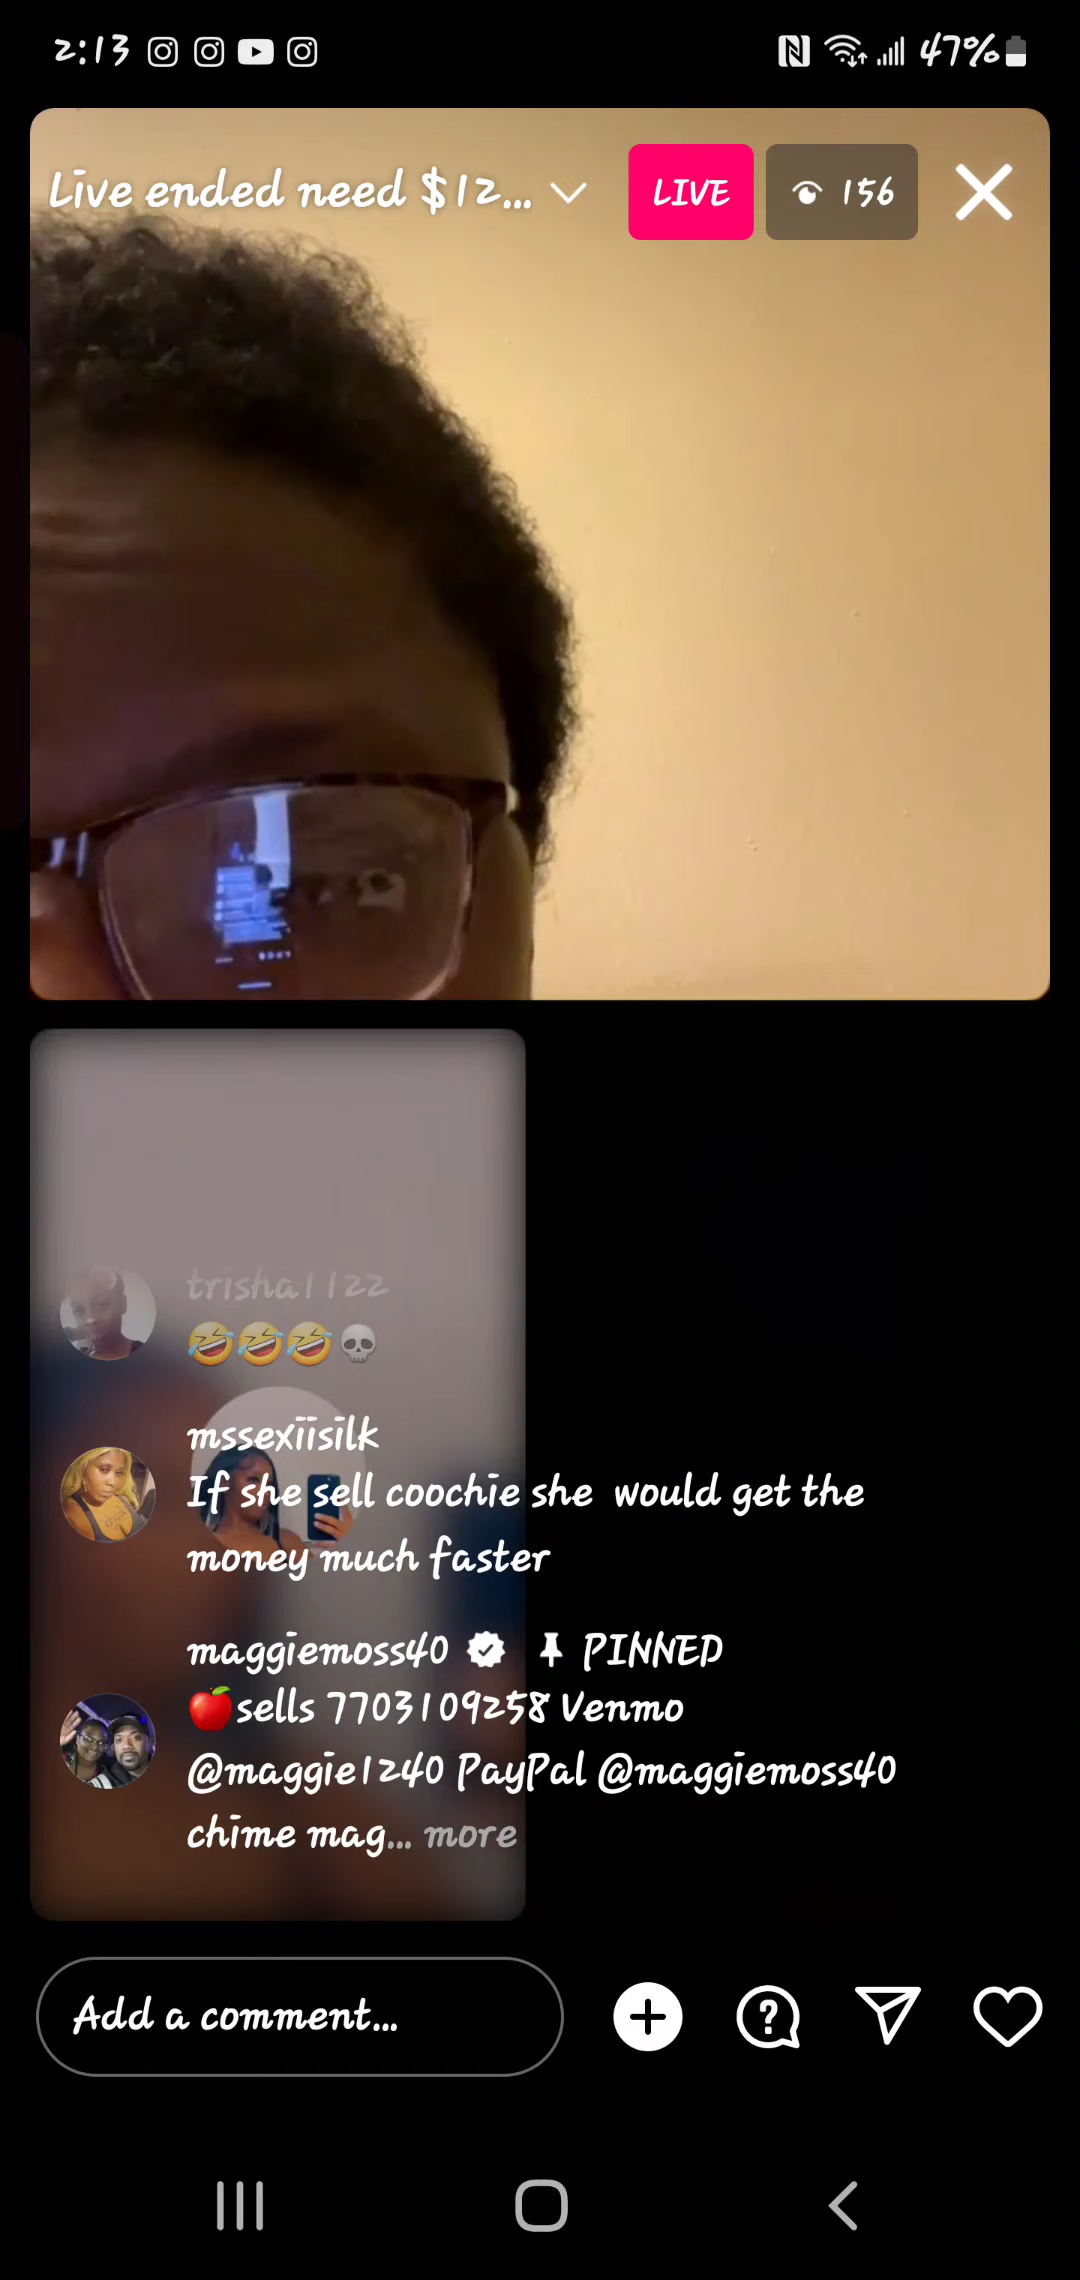 2:13 47%
Live ended need $12... LIVE 156
trisha1122
🤣🤣🤣💀
mssexiisilk
If she sell coochie she would get the
money much faster
maggiemoss40 PINNED
🍎sells 7703109258 Venmo
@maggie1240 PayPal @maggiemoss40
chime mag... more
Add a comment...